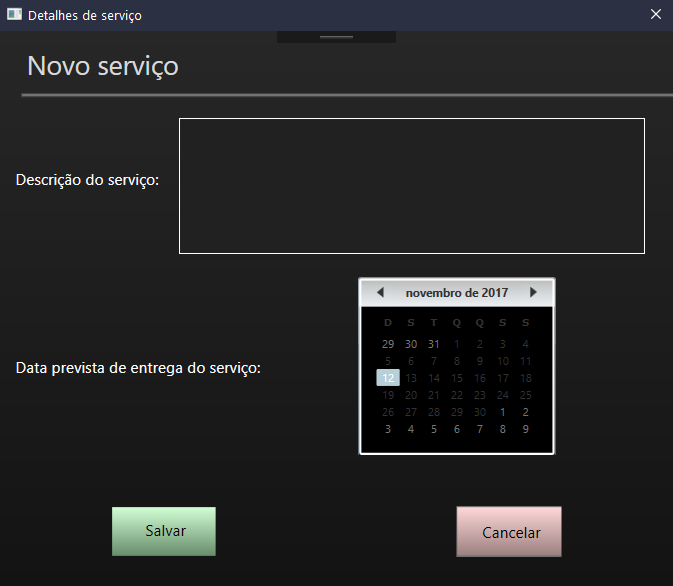 Detalhes de serviço
Novo serviço
Descrição do serviço:
novembro de 2017
D S T Q Q S S
29 30 31 1 2 3 4
5 6 7 8 9 10 11
12 13 14 15 16 17 18
19 20 21 22 23 24 25
26 27 28 29 30 1 2
3 4 5 6 7 8 9
Data prevista de entrega do serviço:
Salvar Cancelar